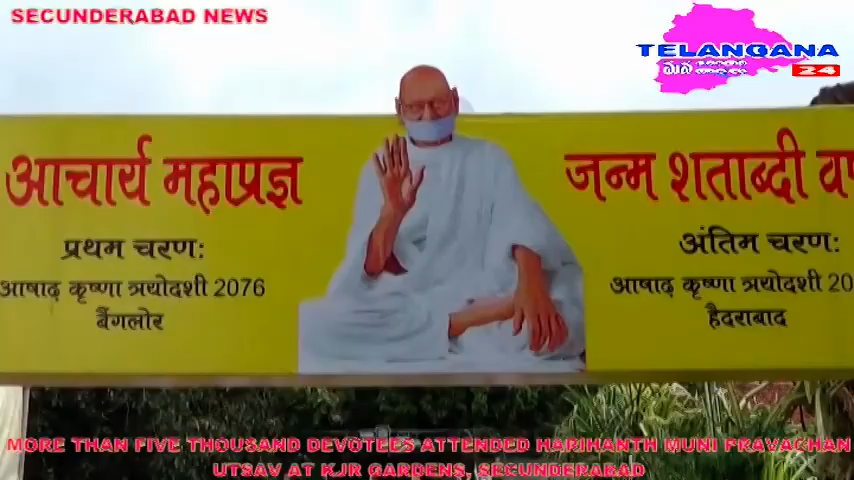 SECUNDERABAD NEWS
TELANGANA
మన
24
आचार्य महाप्रज्ञ
जन्म शताब्दी
प्रथम चरण:
अंतिम चरण:
आषाढ़ कृष्णा त्रयोदशी 2076
आषाढ़ कृष्णा त्रयोदशी
बैंगलोर
हैदराबाद
MORE THAN FIVE THOUSAND DEVOTEES ATTENDED HARIHANTH MUNI PRAVACHAN
UTSAV AT KJR GARDENS, SECUNDERABAD